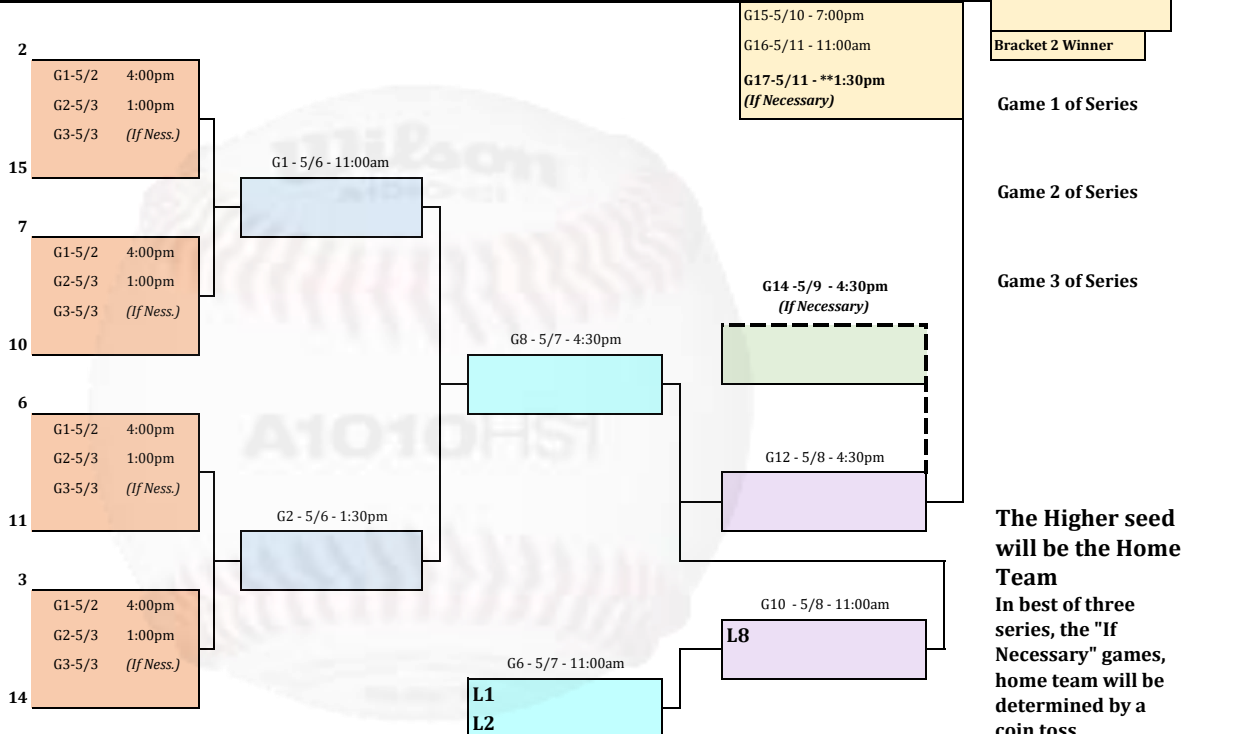 G15-5/10 - 7:00pm
G16-5/11 - 11:00am
G17-5/11 - **1:30pm
(If Necessary)
Bracket 2 Winner
Game 1 of Series
Game 2 of Series
Game 3 of Series
2
G1-5/2 4:00pm
G2-5/3 1:00pm
G3-5/3 (If Ness.)
15
G1 - 5/6 - 11:00am
7
G1-5/2 4:00pm
G2-5/3 1:00pm
G3-5/3 (If Ness.)
10
6
G1-5/2 4:00pm
G2-5/3 1:00pm
G3-5/3 (If Ness.)
11
G2 - 5/6 - 1:30pm
3
G1-5/2 4:00pm
G2-5/3 1:00pm
G3-5/3 (If Ness.)
14
Wilson
A1010HS1
G8 - 5/7 - 4:30pm
G6 - 5/7 - 11:00am
L1
L2
G14 -5/9 - 4:30pm
(If Necessary)
G12 - 5/8 - 4:30pm
G10 - 5/8 - 11:00am
L8
The Higher seed
will be the Home
Team
In best of three
series, the "If
Necessary" games,
home team will be
determined by a
coin toss